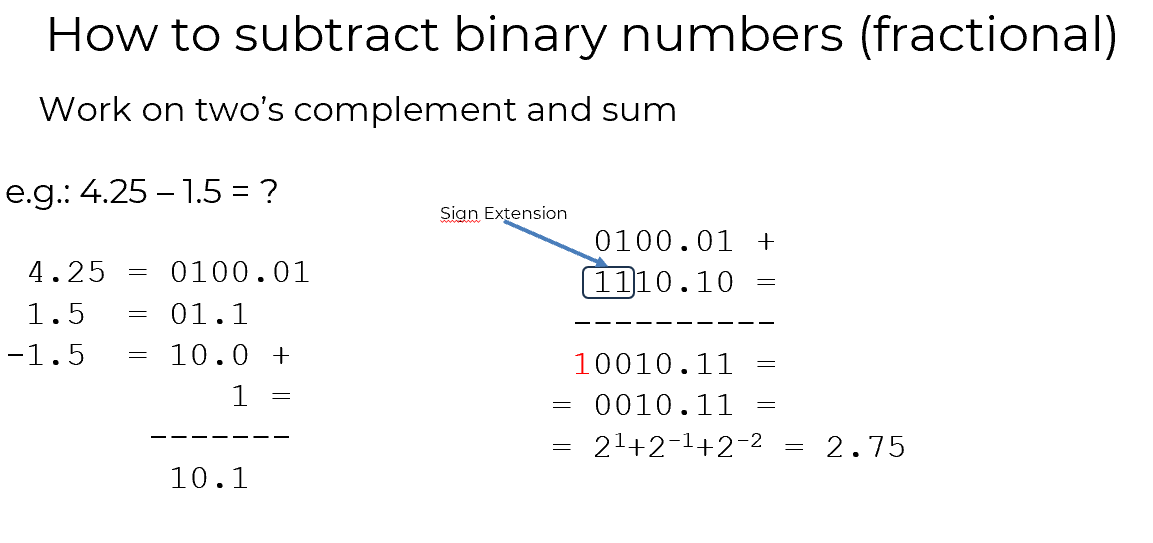 How to subtract binary numbers (fractional)
Work on two's complement and sum
e.g.: 4.25 – 1.5 = ?
4.25 = 0100.01
1.5 = 01.1
-1.5 = 10.0 +
1 =
-------
10.1
Sign Extension
0100.01 +
1110.10 =
----------
10010.11 =
= 0010.11 =
= 2¹+2⁻¹+2⁻² = 2.75